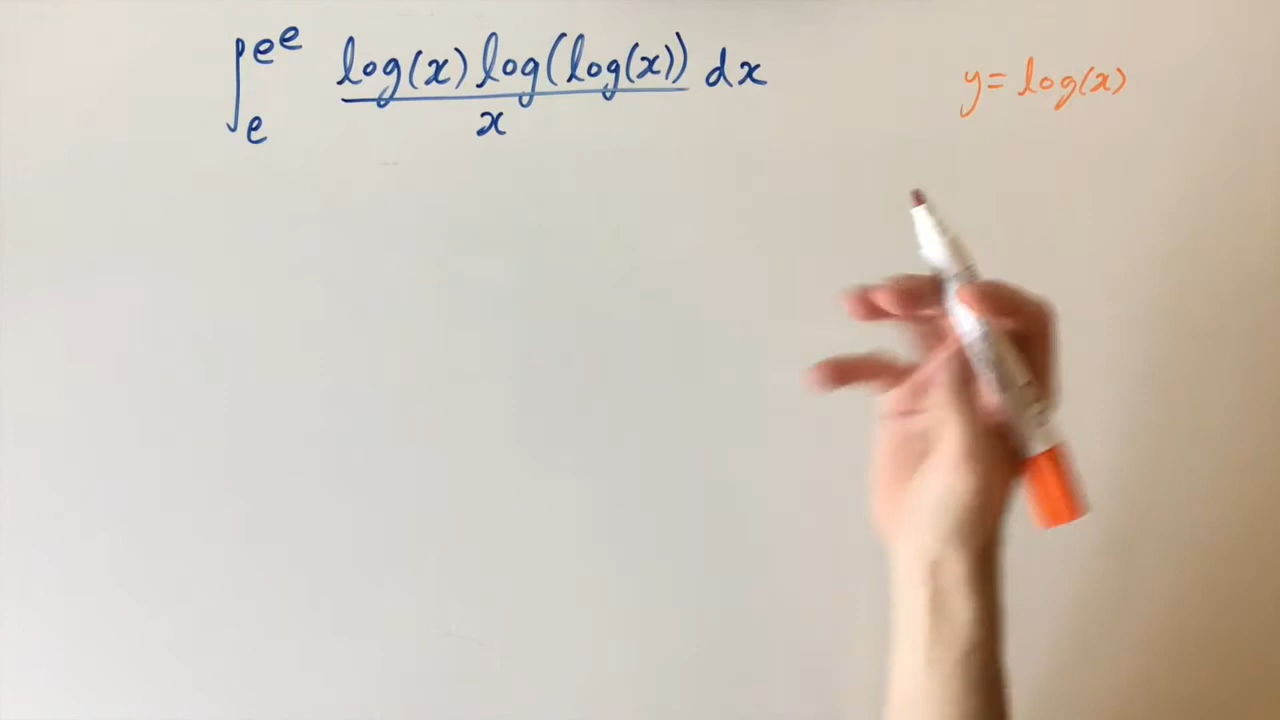 ∫_e^{e^e} log(x) log(log(x)) / x dx
y = log(x)